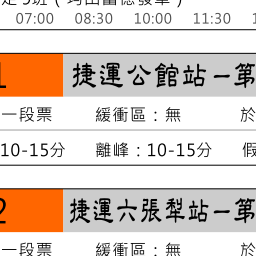 07:00 08:30 10:00 11:30
1 捷運公館站－第
一段票 緩衝區：無 於
10-15分 離峰：10-15分 假
2 捷運六張犁站－第
一段票 緩衝區：無 於